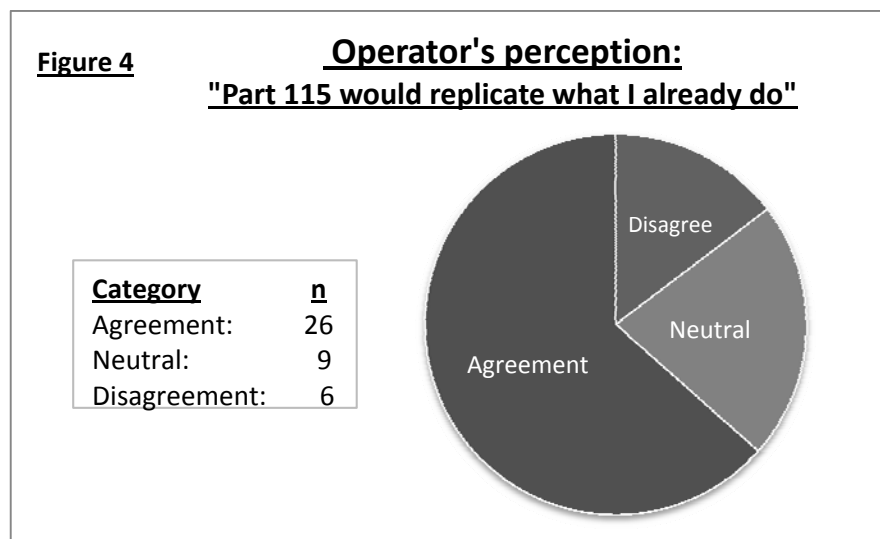 Figure 4
Operator's perception:
"Part 115 would replicate what I already do"
Category n
Agreement: 26
Neutral: 9
Disagreement: 6
Disagree
Neutral
Agreement